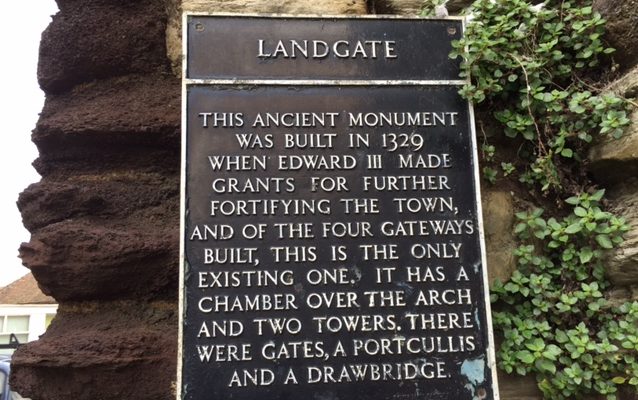 LANDGATE
THIS ANCIENT MONUMENT
WAS BUILT IN 1329
WHEN EDWARD III MADE
GRANTS FOR FURTHER
FORTIFYING THE TOWN,
AND OF THE FOUR GATEWAYS
BUILT, THIS IS THE ONLY
EXISTING ONE. IT HAS A
CHAMBER OVER THE ARCH
AND TWO TOWERS. THERE
WERE GATES, A PORTCULLIS
AND A DRAWBRIDGE.